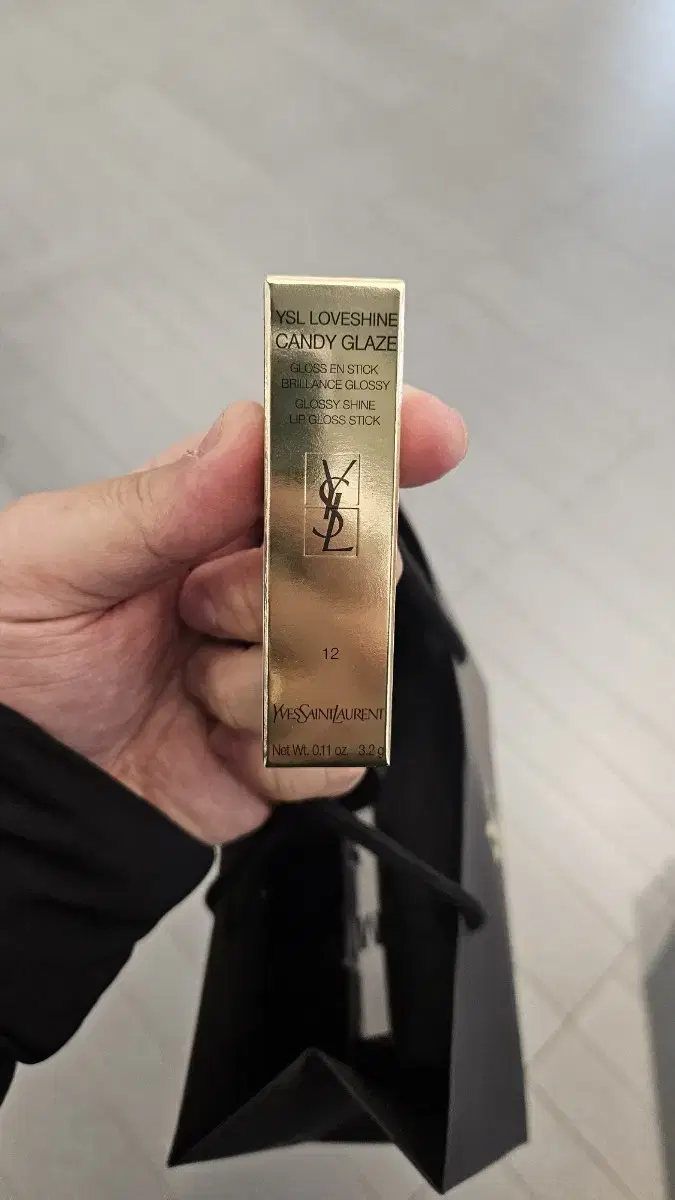 YSL LOVESHINE
CANDY GLAZE
GLOSS EN STICK
BRILLANCE GLOSSY
GLOSSY SHINE
LIP GLOSS STICK
YSL
12
YVESSAINTLAURENT
Net Wt. 0.11 oz. 3.2 g